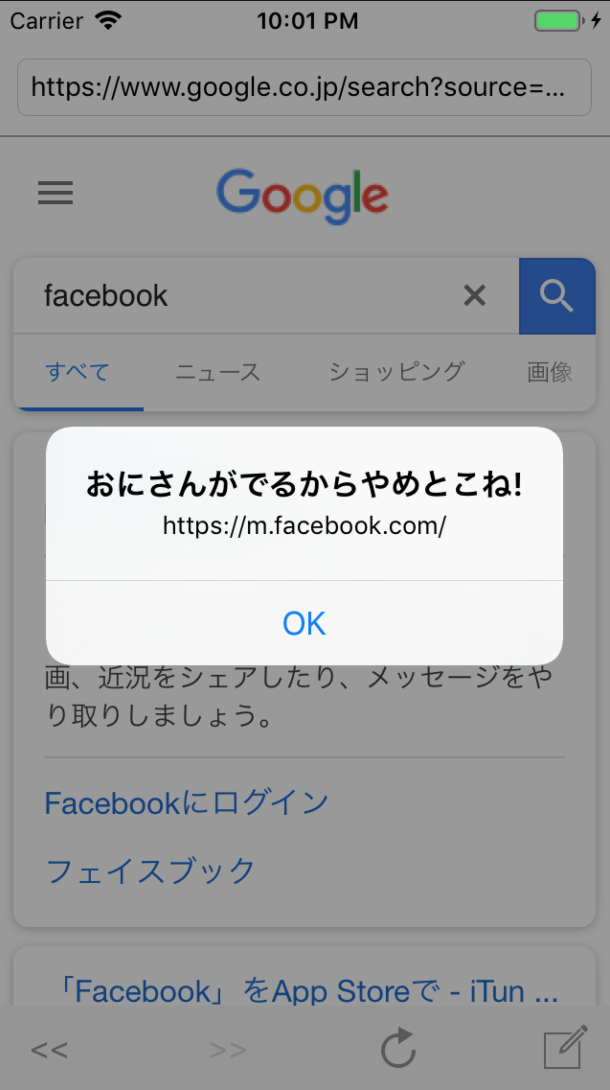 Carrier 10:01 PM
https://www.google.co.jp/search?source=...
Google
facebook
すべて ニュース ショッピング 画像
おにさんがでるからやめとこね!
https://m.facebook.com/
OK
画、近況をシェアしたり、メッセージをや
り取りしましょう。
Facebookにログイン
フェイスブック
「Facebook」をApp Storeで - iTun ...
<< >>